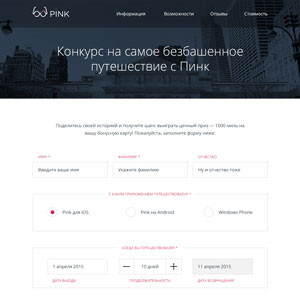 PINK
Информация
Возможности
Отзывы
Стоимость
Конкурс на самое безбашенное
путешествие с Пинк
Поделитесь своей историей и получите шанс выиграть ценный приз — 1000 миль на
вашу бонусную карту! Пожалуйста, заполните форму ниже:
ИМЯ *
ФАМИЛИЯ *
ОТЧЕСТВО
Введите ваше имя
Укажите фамилию
Ну и отчество тоже
С КАКИМ ПРИЛОЖЕНИЕМ ПУТЕШЕСТВОВАЛИ? *
Pink для iOS
Pink на Android
Windows Phone
КОГДА ВЫ ПУТЕШЕСТВОВАЛИ? *
1 апреля 2015
10 дней
11 апреля 2015
ДАТА ВЫЕЗДА
ПРОДОЛЖИТЕЛЬНОСТЬ
ДАТА ВОЗВРАЩЕНИЯ